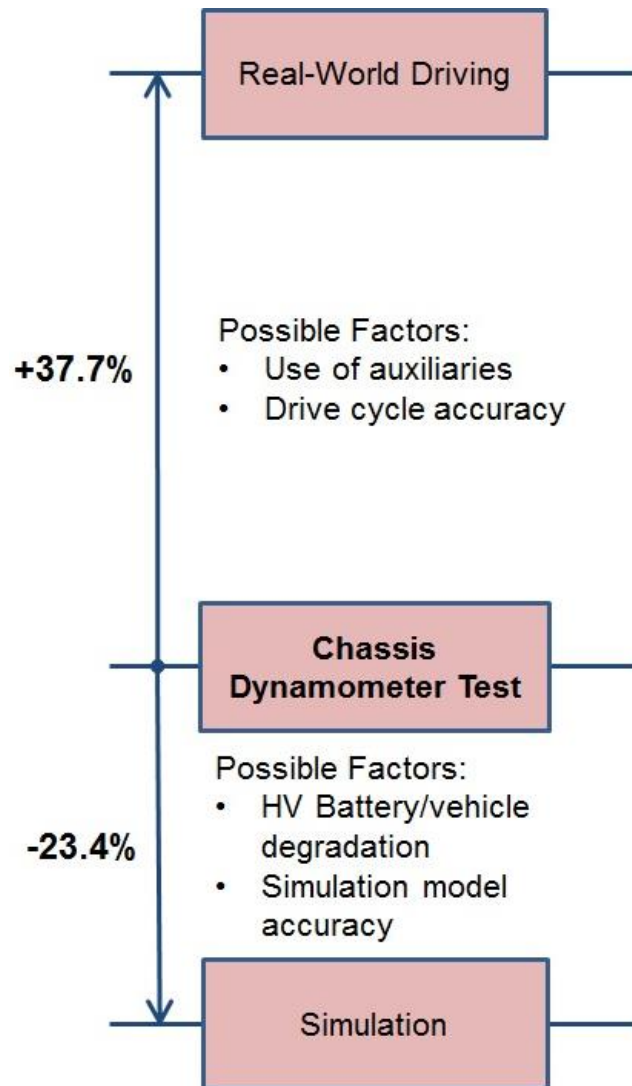 Real-World Driving
Possible Factors:
• Use of auxiliaries
• Drive cycle accuracy
+37.7%
Chassis
Dynamometer Test
Possible Factors:
• HV Battery/vehicle
degradation
• Simulation model
accuracy
-23.4%
Simulation